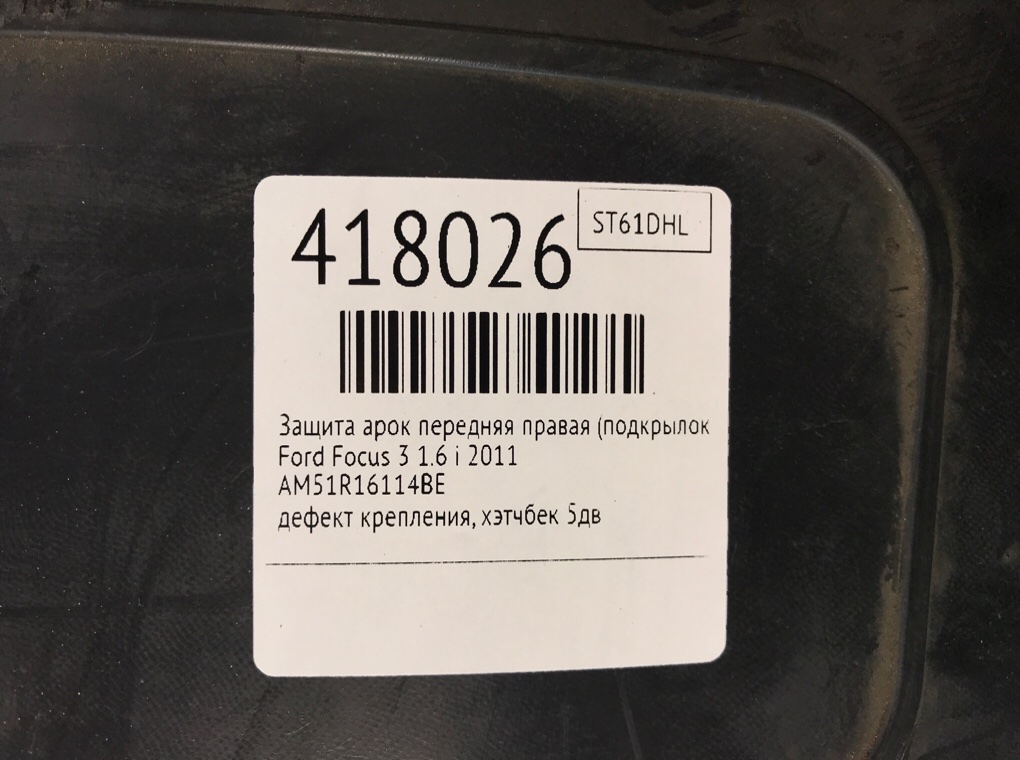 418026
ST61DHL
Защита арок передняя правая (подкрылок
Ford Focus 3 1.6 i 2011
AM51R16114BE
дефект крепления, хэтчбек 5дв